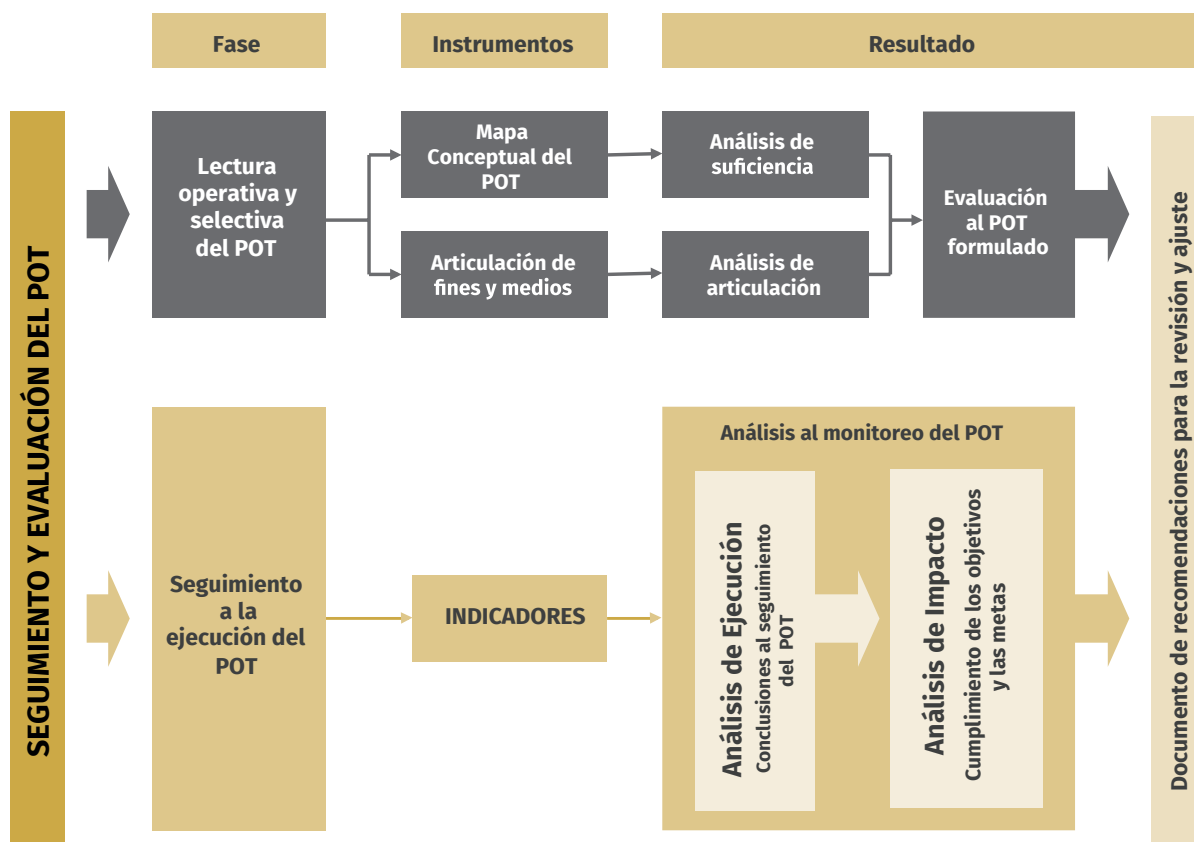 Fase
Instrumentos
Resultado
SEGUIMIENTO Y EVALUACIÓN DEL POT
Lectura
operativa y
selectiva
del POT
Mapa
Conceptual del
POT
Análisis de
suficiencia
Articulación de
fines y medios
Análisis de
articulación
Evaluación
al POT
formulado
Seguimiento
a la
ejecución del
POT
INDICADORES
Análisis al monitoreo del POT
Análisis de Ejecución
Conclusiones al seguimiento
del POT
Análisis de Impacto
Cumplimiento de los objetivos
y las metas
Documento de recomendaciones para la revisión y ajuste